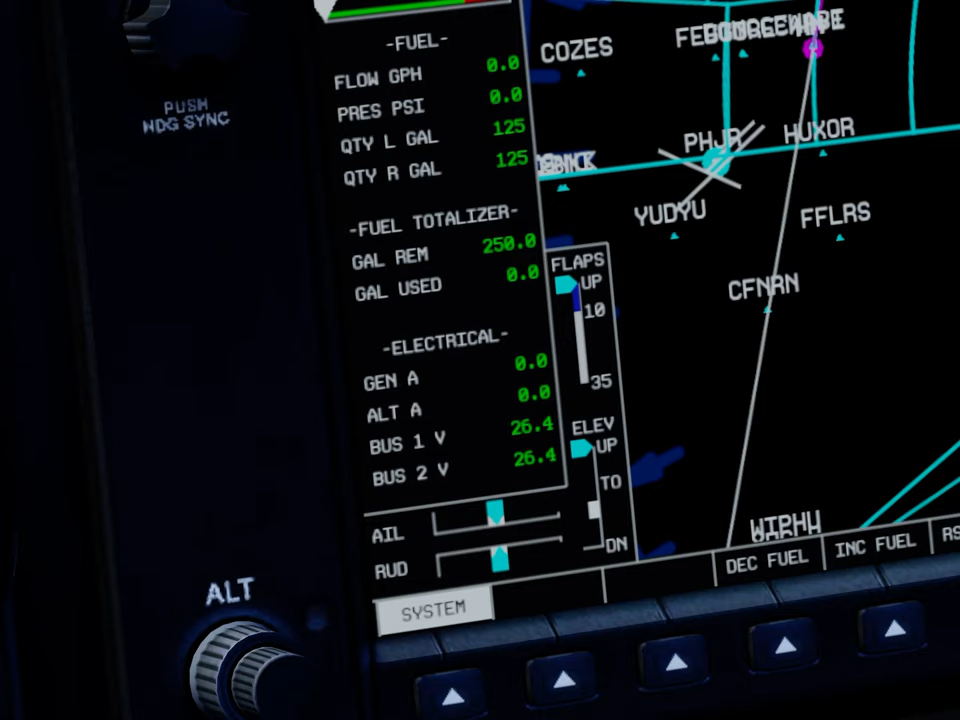 PUSH
HDG SYNC
-FUEL-
FLOW GPH 0.0
PRES PSI 0.0
QTY L GAL 125
QTY R GAL 125
-FUEL TOTALIZER-
GAL REM 250.0
GAL USED 0.0
-ELECTRICAL-
GEN A 0.0
ALT A 0.0
BUS 1 V 26.4
BUS 2 V 26.4
AIL
RUD
FLAPS
UP
10
35
ELEV
UP
TO
DN
COZES
PHJR
HUXOR
YUDYU
FFLRS
CFNRN
WIPHU
SYSTEM
DEC FUEL
INC FUEL
ALT